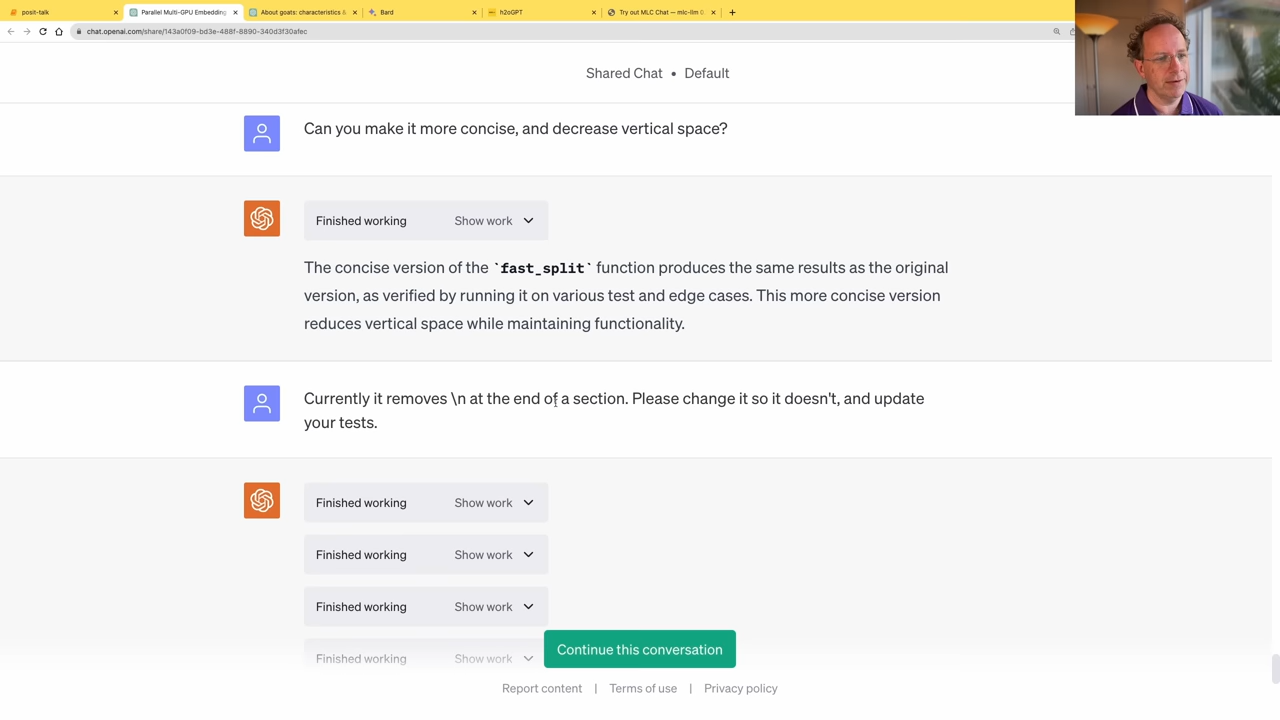 posit-talk
Parallel Multi-GPU Embedding
About goats: characteristics &
Bard
h2oGPT
Try out MLC Chat — mlc-llm 0
chat.openai.com/share/143a0f09-bd3e-488f-8890-340d3f30afec
Shared Chat • Default
Can you make it more concise, and decrease vertical space?
Finished working Show work
The concise version of the `fast_split` function produces the same results as the original
version, as verified by running it on various test and edge cases. This more concise version
reduces vertical space while maintaining functionality.
Currently it removes \n at the end of a section. Please change it so it doesn't, and update
your tests.
Finished working Show work
Finished working Show work
Finished working Show work
Finished working Show work
Continue this conversation
Report content | Terms of use | Privacy policy